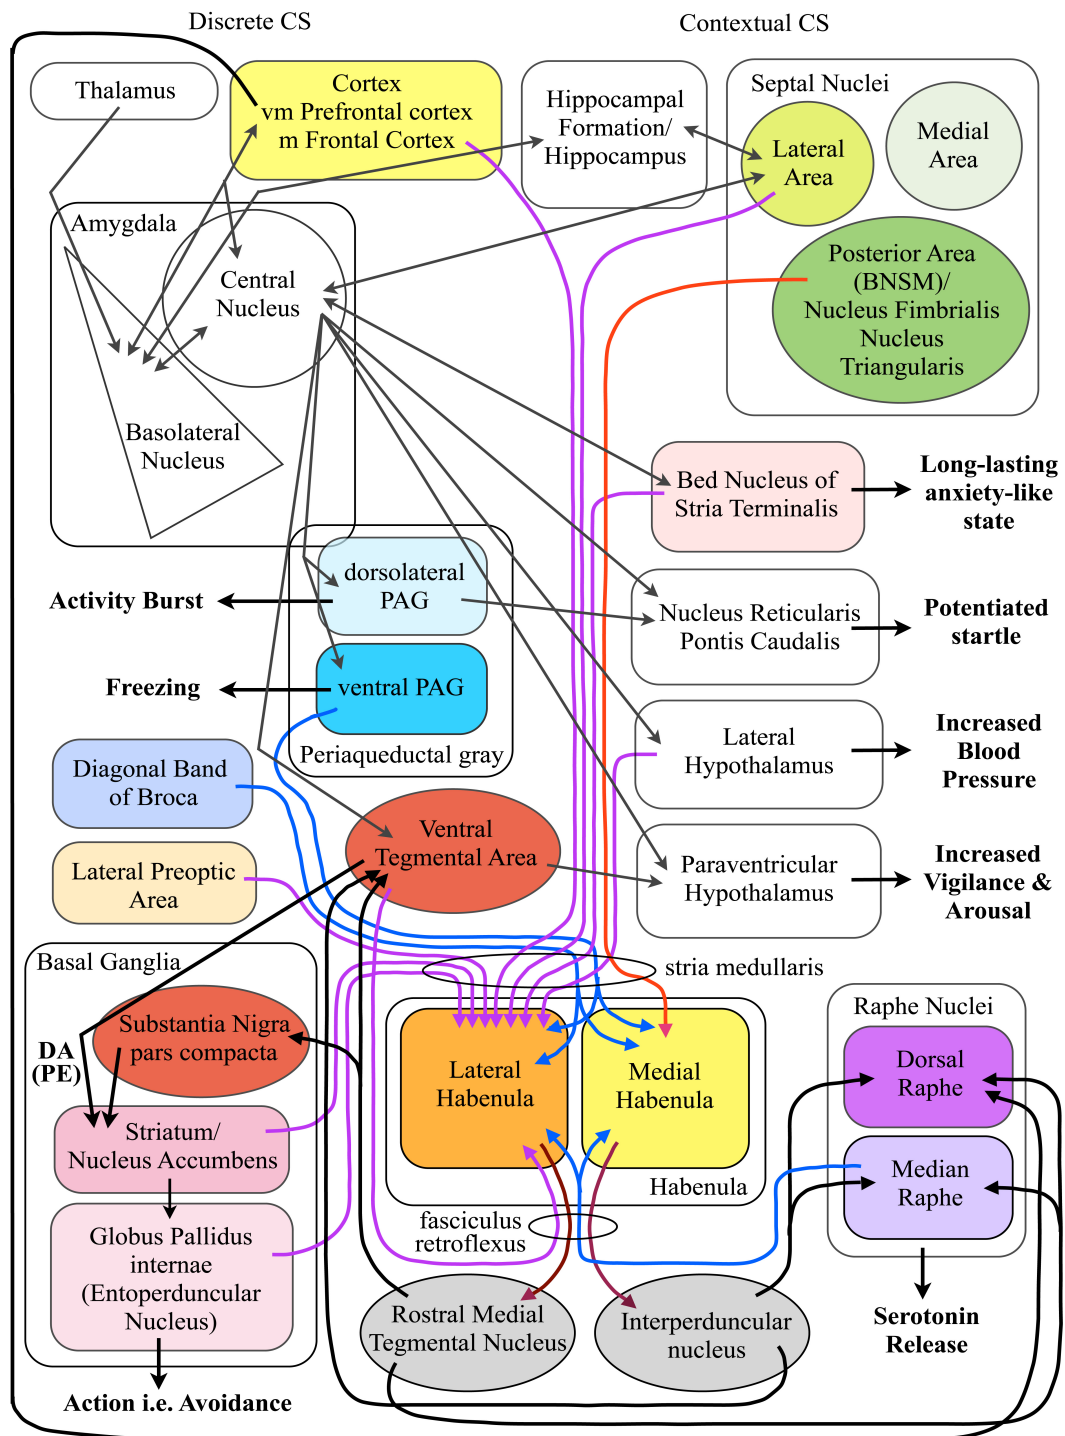 Discrete CS
Contextual CS
Thalamus
Cortex
vm Prefrontal cortex
m Frontal Cortex
Hippocampal
Formation/
Hippocampus
Septal Nuclei
Lateral
Area
Medial
Area
Posterior Area
(BNSM)/
Nucleus Fimbrialis
Nucleus
Triangularis
Amygdala
Central
Nucleus
Basolateral
Nucleus
Bed Nucleus of
Stria Terminalis
Long-lasting
anxiety-like
state
dorsolateral
PAG
Activity Burst
Nucleus Reticularis
Pontis Caudalis
Potentiated
startle
ventral PAG
Freezing
Periaqueductal gray
Lateral
Hypothalamus
Increased
Blood
Pressure
Diagonal Band
of Broca
Ventral
Tegmental Area
Lateral Preoptic
Area
Paraventricular
Hypothalamus
Increased
Vigilance &
Arousal
Basal Ganglia
stria medullaris
Substantia Nigra
pars compacta
DA
(PE)
Lateral
Habenula
Medial
Habenula
Habenula
Raphe Nuclei
Dorsal
Raphe
Median
Raphe
Striatum/
Nucleus Accumbens
fasciculus
retroflexus
Globus Pallidus
internae
(Entoperduncular
Nucleus)
Rostral Medial
Tegmental Nucleus
Interperduncular
nucleus
Serotonin
Release
Action i.e. Avoidance